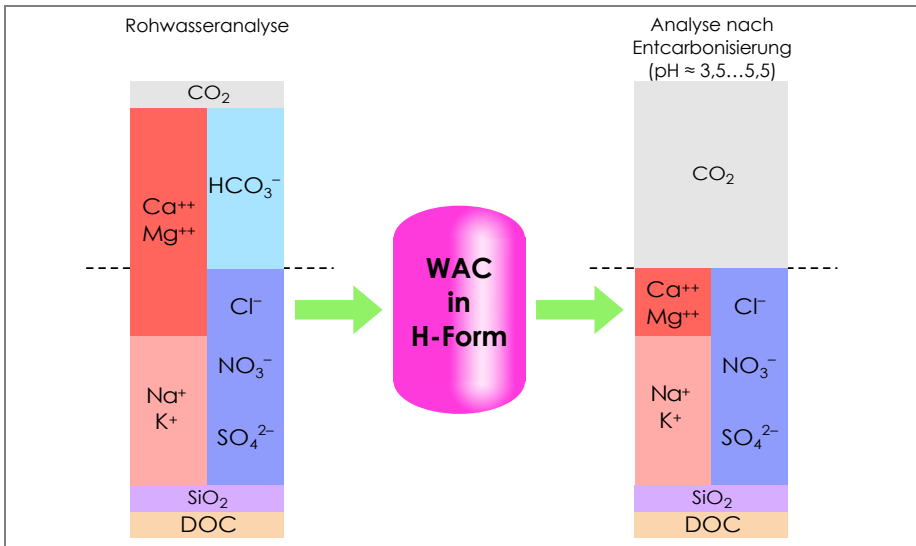 Rohwasseranalyse
CO₂
Ca⁺⁺
Mg⁺⁺
HCO₃⁻
Cl⁻
NO₃⁻
SO₄²⁻
Na⁺
K⁺
SiO₂
DOC
WAC
in
H-Form
Analyse nach
Entcarbonisierung
(pH ≈ 3,5…5,5)
CO₂
Ca⁺⁺
Mg⁺⁺
Cl⁻
NO₃⁻
SO₄²⁻
Na⁺
K⁺
SiO₂
DOC